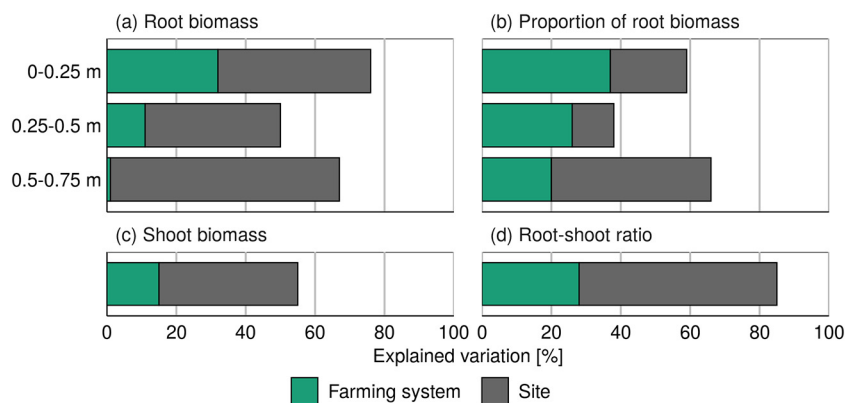 (a) Root biomass
(b) Proportion of root biomass
0-0.25 m
0.25-0.5 m
0.5-0.75 m
(c) Shoot biomass
(d) Root-shoot ratio
0 20 40 60 80 100 0 20 40 60 80 100
Explained variation [%]
Farming system Site